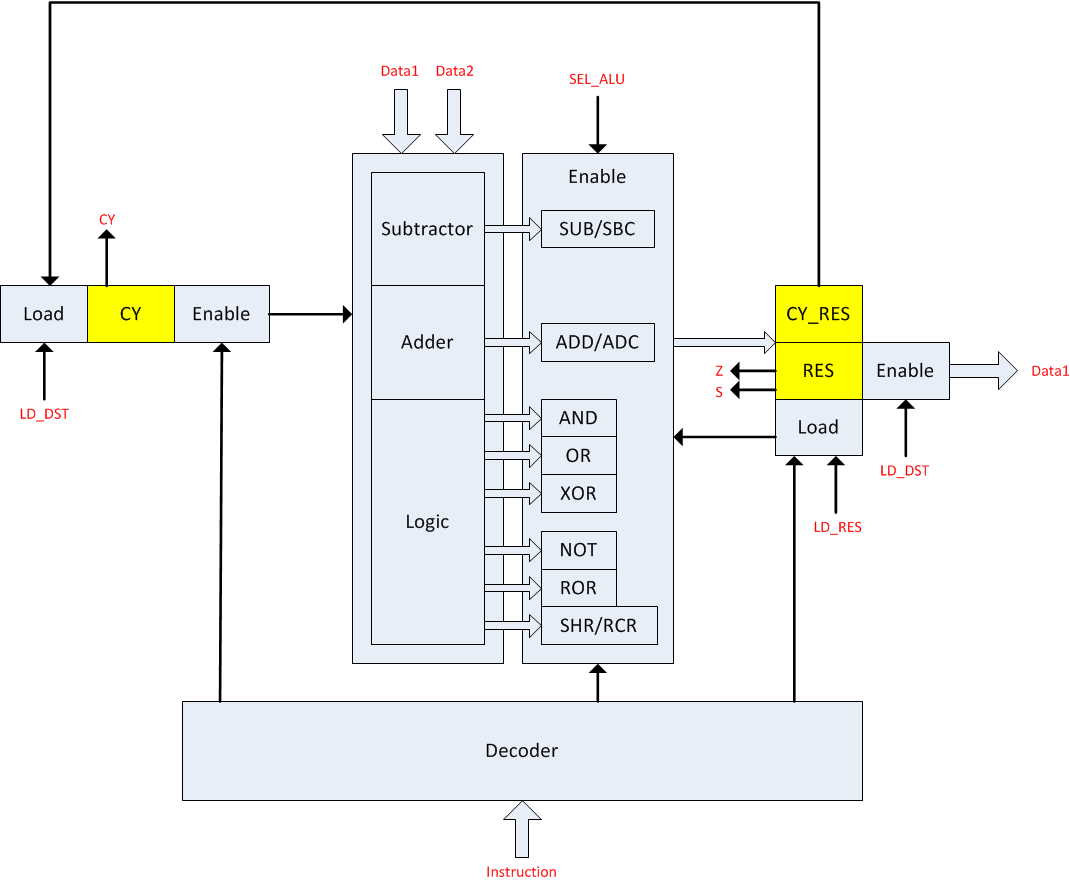 Data1 Data2
SEL_ALU
Enable
Subtractor
SUB/SBC
CY
Load CY Enable
CY_RES
Adder
ADD/ADC
Z
S
RES
Enable
Data1
LD_DST
AND
OR
XOR
Load
LD_DST
LD_RES
Logic
NOT
ROR
SHR/RCR
Decoder
Instruction